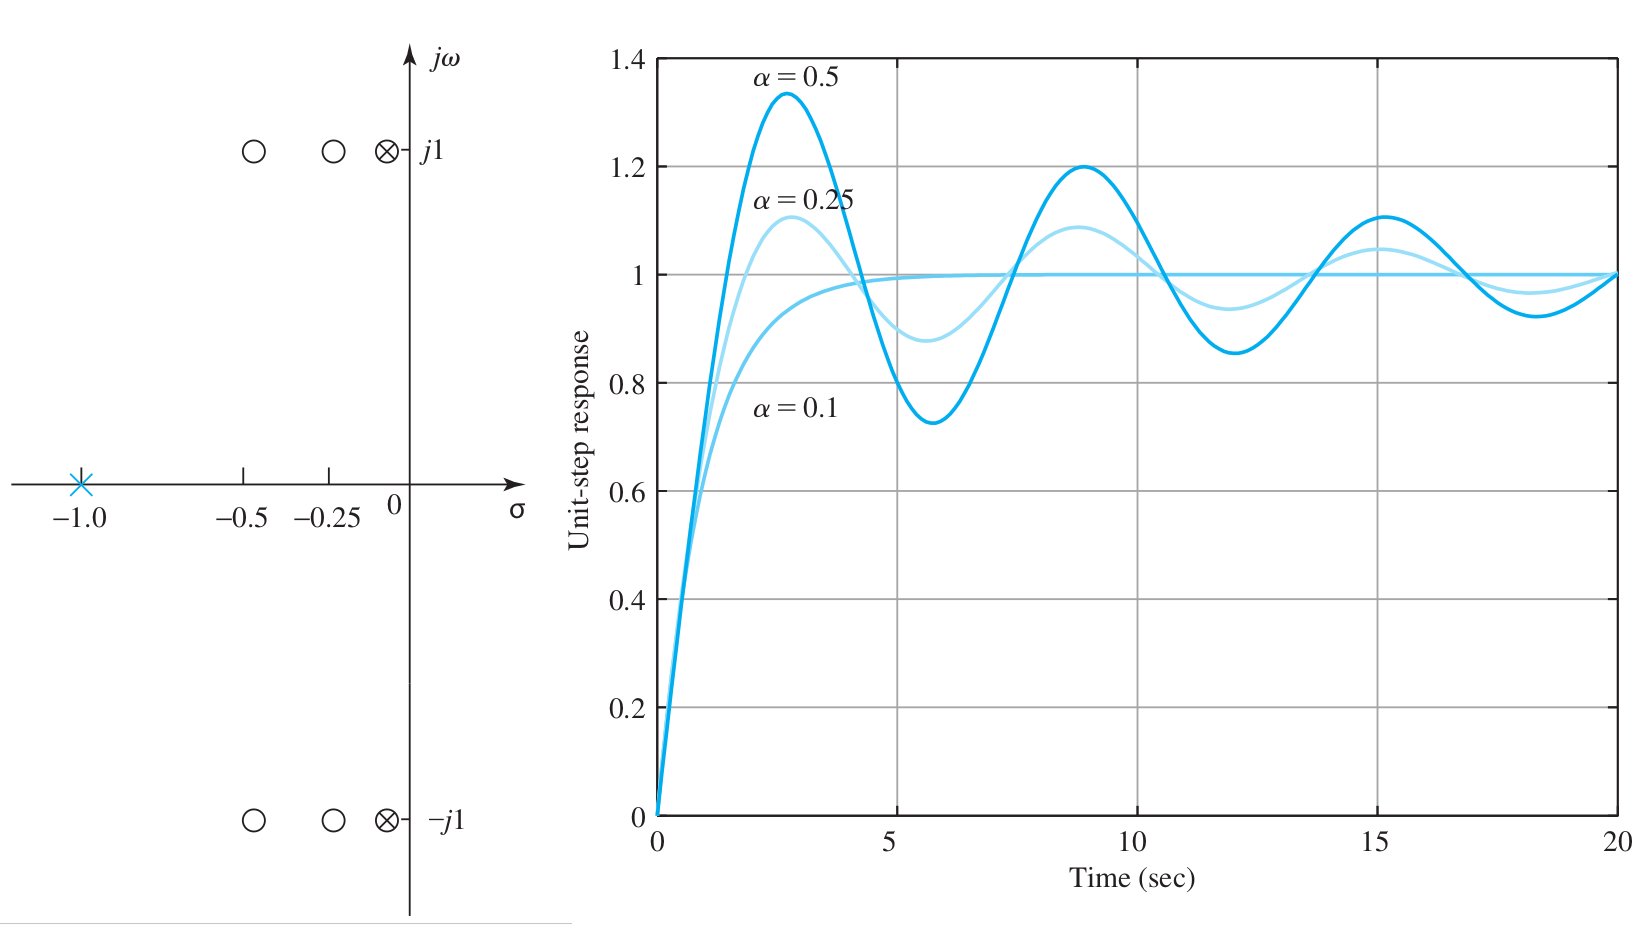 jω
j1
−1.0
−0.5
−0.25
0
σ
−j1
1.4
1.2
1
0.8
0.6
0.4
0.2
0
Unit-step response
α = 0.5
α = 0.25
α = 0.1
0
5
10
15
20
Time (sec)